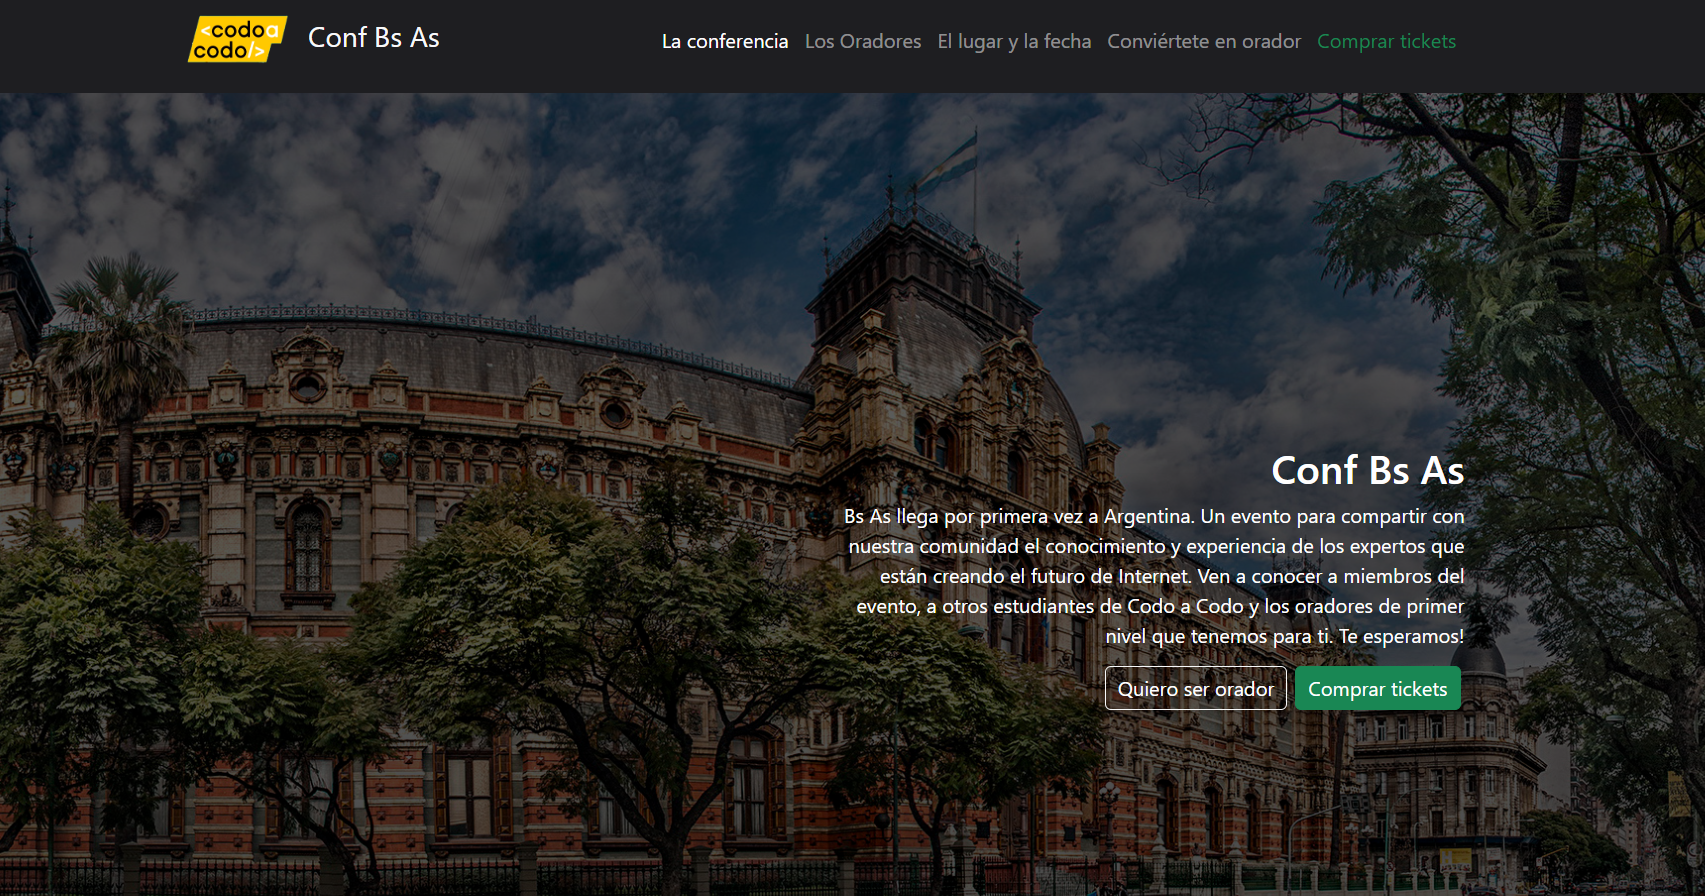 <codoa
codo/>
Conf Bs As
La conferencia
Los Oradores
El lugar y la fecha
Conviértete en orador
Comprar tickets
Conf Bs As
Bs As llega por primera vez a Argentina. Un evento para compartir con
nuestra comunidad el conocimiento y experiencia de los expertos que
están creando el futuro de Internet. Ven a conocer a miembros del
evento, a otros estudiantes de Codo a Codo y los oradores de primer
nivel que tenemos para ti. Te esperamos!
Quiero ser orador
Comprar tickets